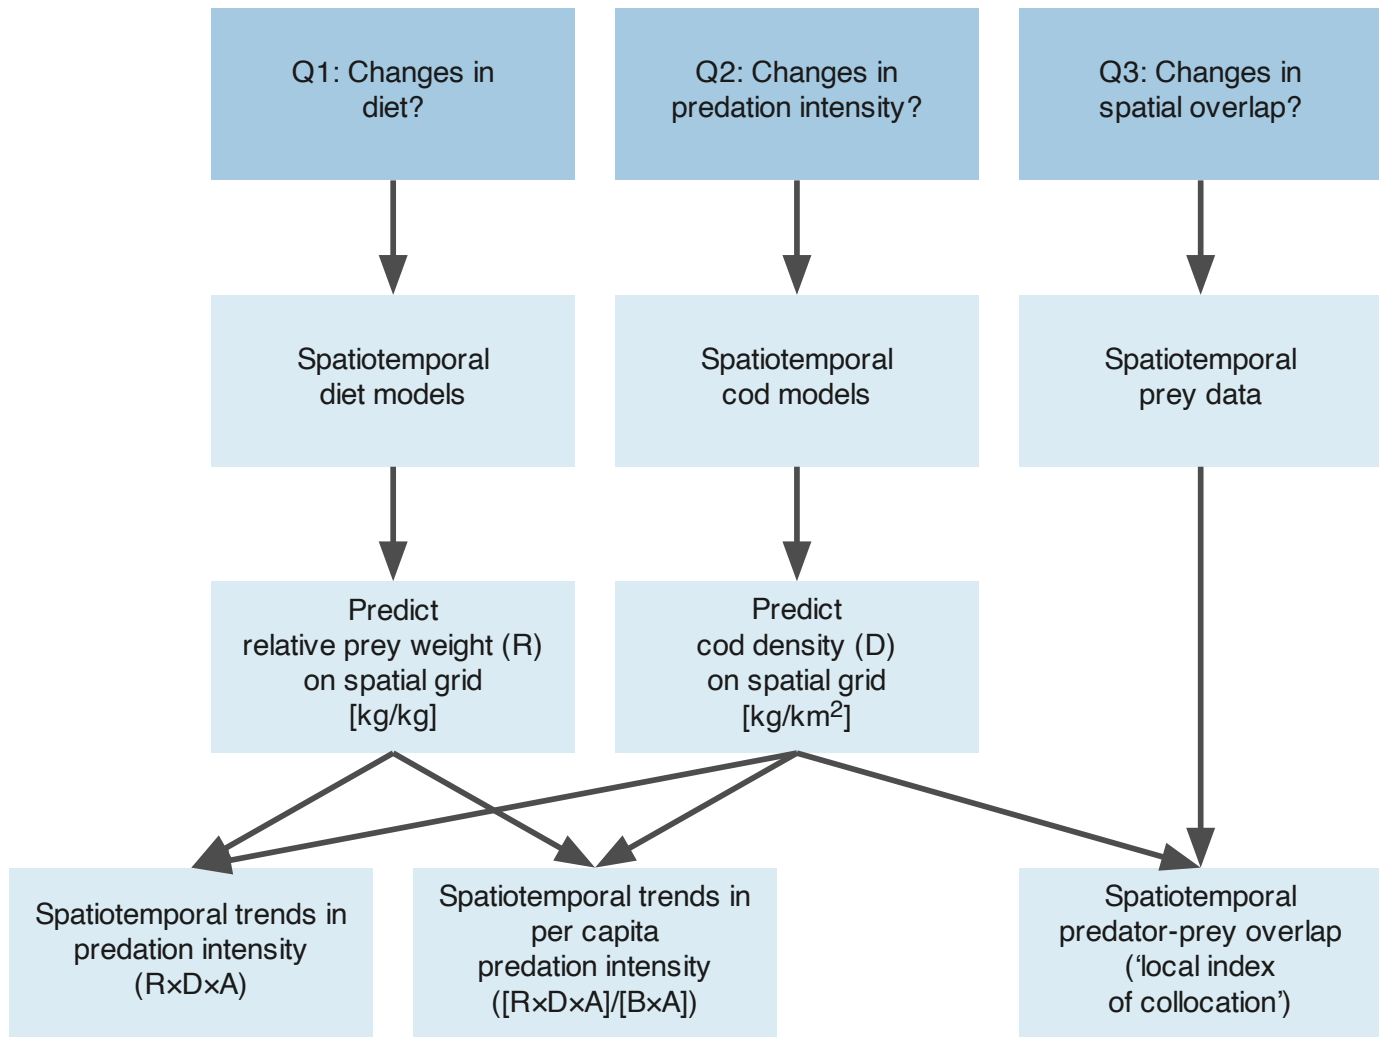 Q1: Changes in
diet?
Q2: Changes in
predation intensity?
Q3: Changes in
spatial overlap?
Spatiotemporal
diet models
Spatiotemporal
cod models
Spatiotemporal
prey data
Predict
relative prey weight (R)
on spatial grid
[kg/kg]
Predict
cod density (D)
on spatial grid
[kg/km²]
Spatiotemporal trends in
predation intensity
(R×D×A)
Spatiotemporal trends in
per capita
predation intensity
([R×D×A]/[B×A])
Spatiotemporal
predator-prey overlap
(‘local index
of collocation’)